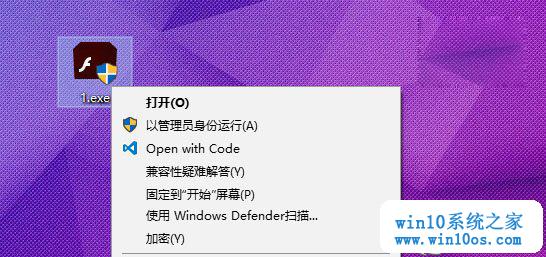 1.exe
打开(O)
以管理员身份运行(A)
Open with Code
兼容性疑难解答(Y)
固定到"开始"屏幕(P)
使用 Windows Defender扫描...
加密(Y)
win10系统之家
www.win10os.com